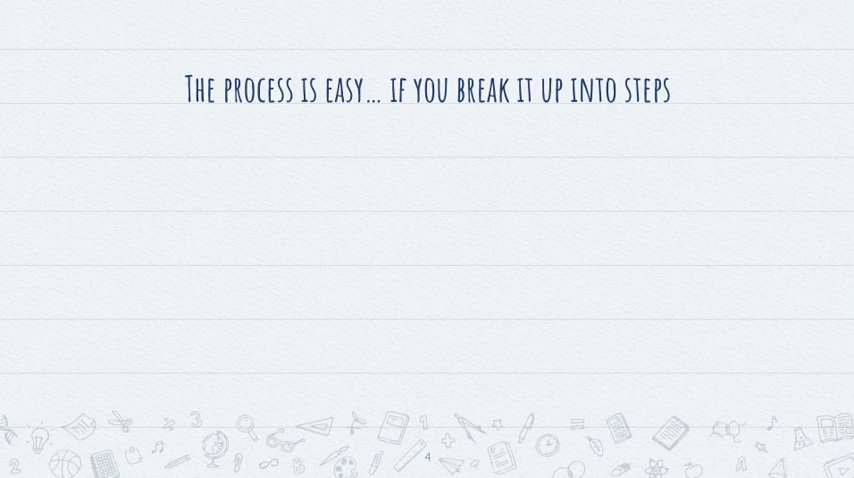 The process is easy… if you break it up into steps
4